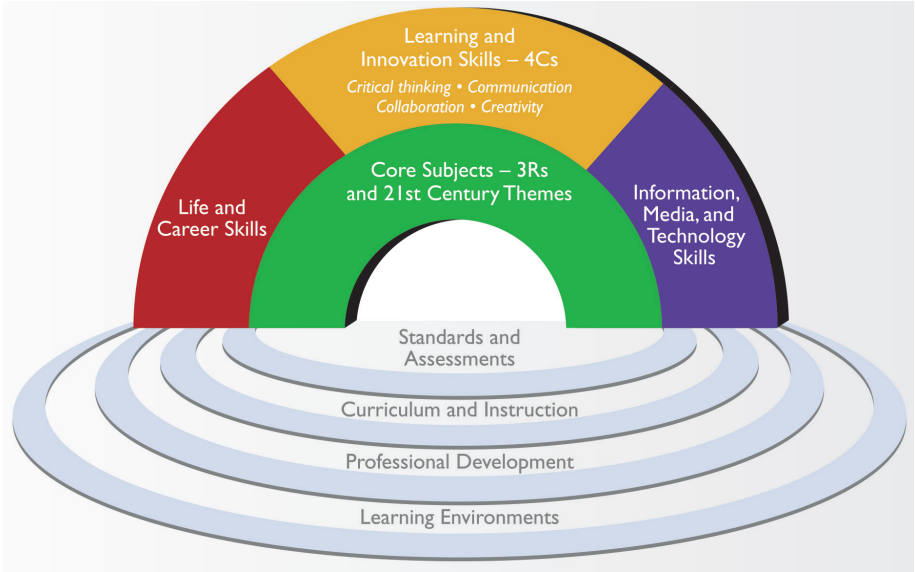 Learning and
Innovation Skills – 4Cs
Critical thinking • Communication
Collaboration • Creativity
Core Subjects – 3Rs
and 21st Century Themes
Life and
Career Skills
Information,
Media, and
Technology
Skills
Standards and
Assessments
Curriculum and Instruction
Professional Development
Learning Environments